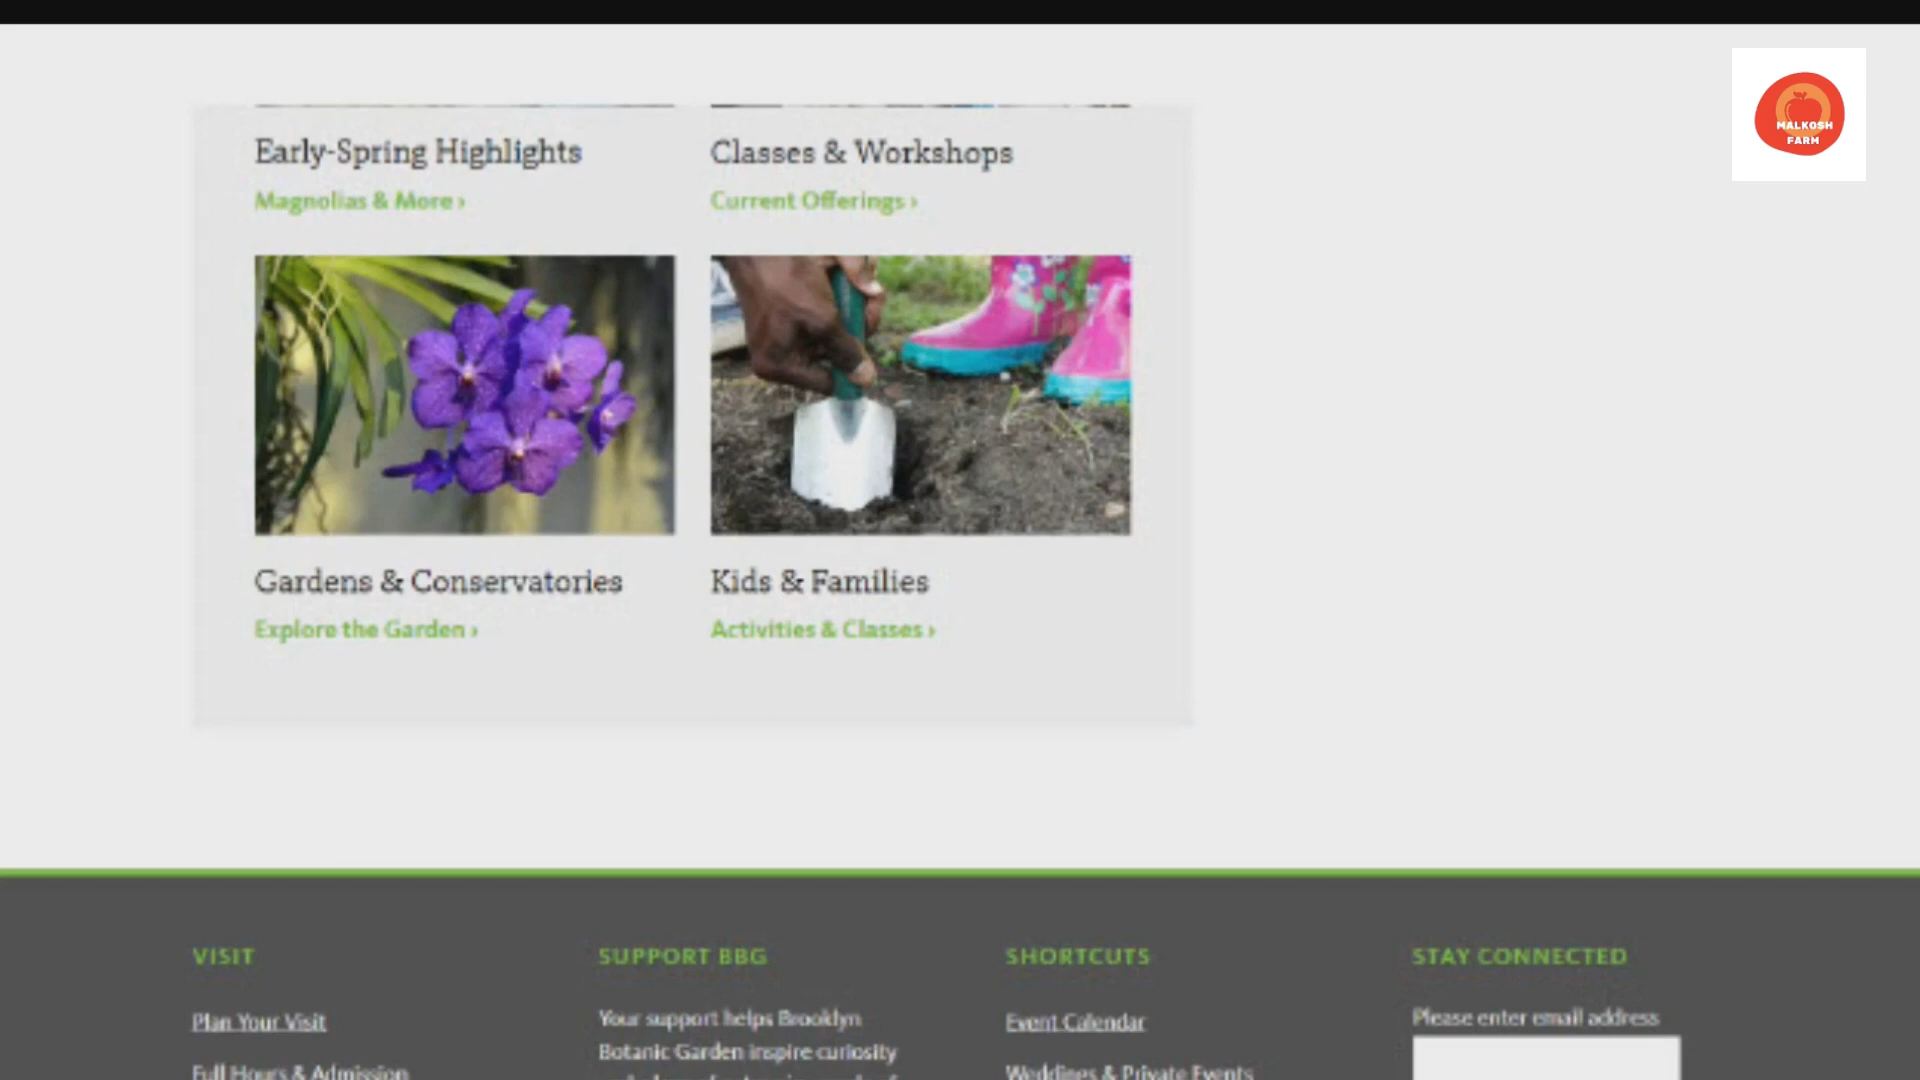 MALKOSH
FARM
Early-Spring Highlights
Magnolias & More ›
Classes & Workshops
Current Offerings ›
Gardens & Conservatories
Explore the Garden ›
Kids & Families
Activities & Classes ›
VISIT
Plan Your Visit
Full Hours & Admission
SUPPORT BBG
Your support helps Brooklyn
Botanic Garden inspire curiosity
SHORTCUTS
Event Calendar
Weddings & Private Events
STAY CONNECTED
Please enter email address